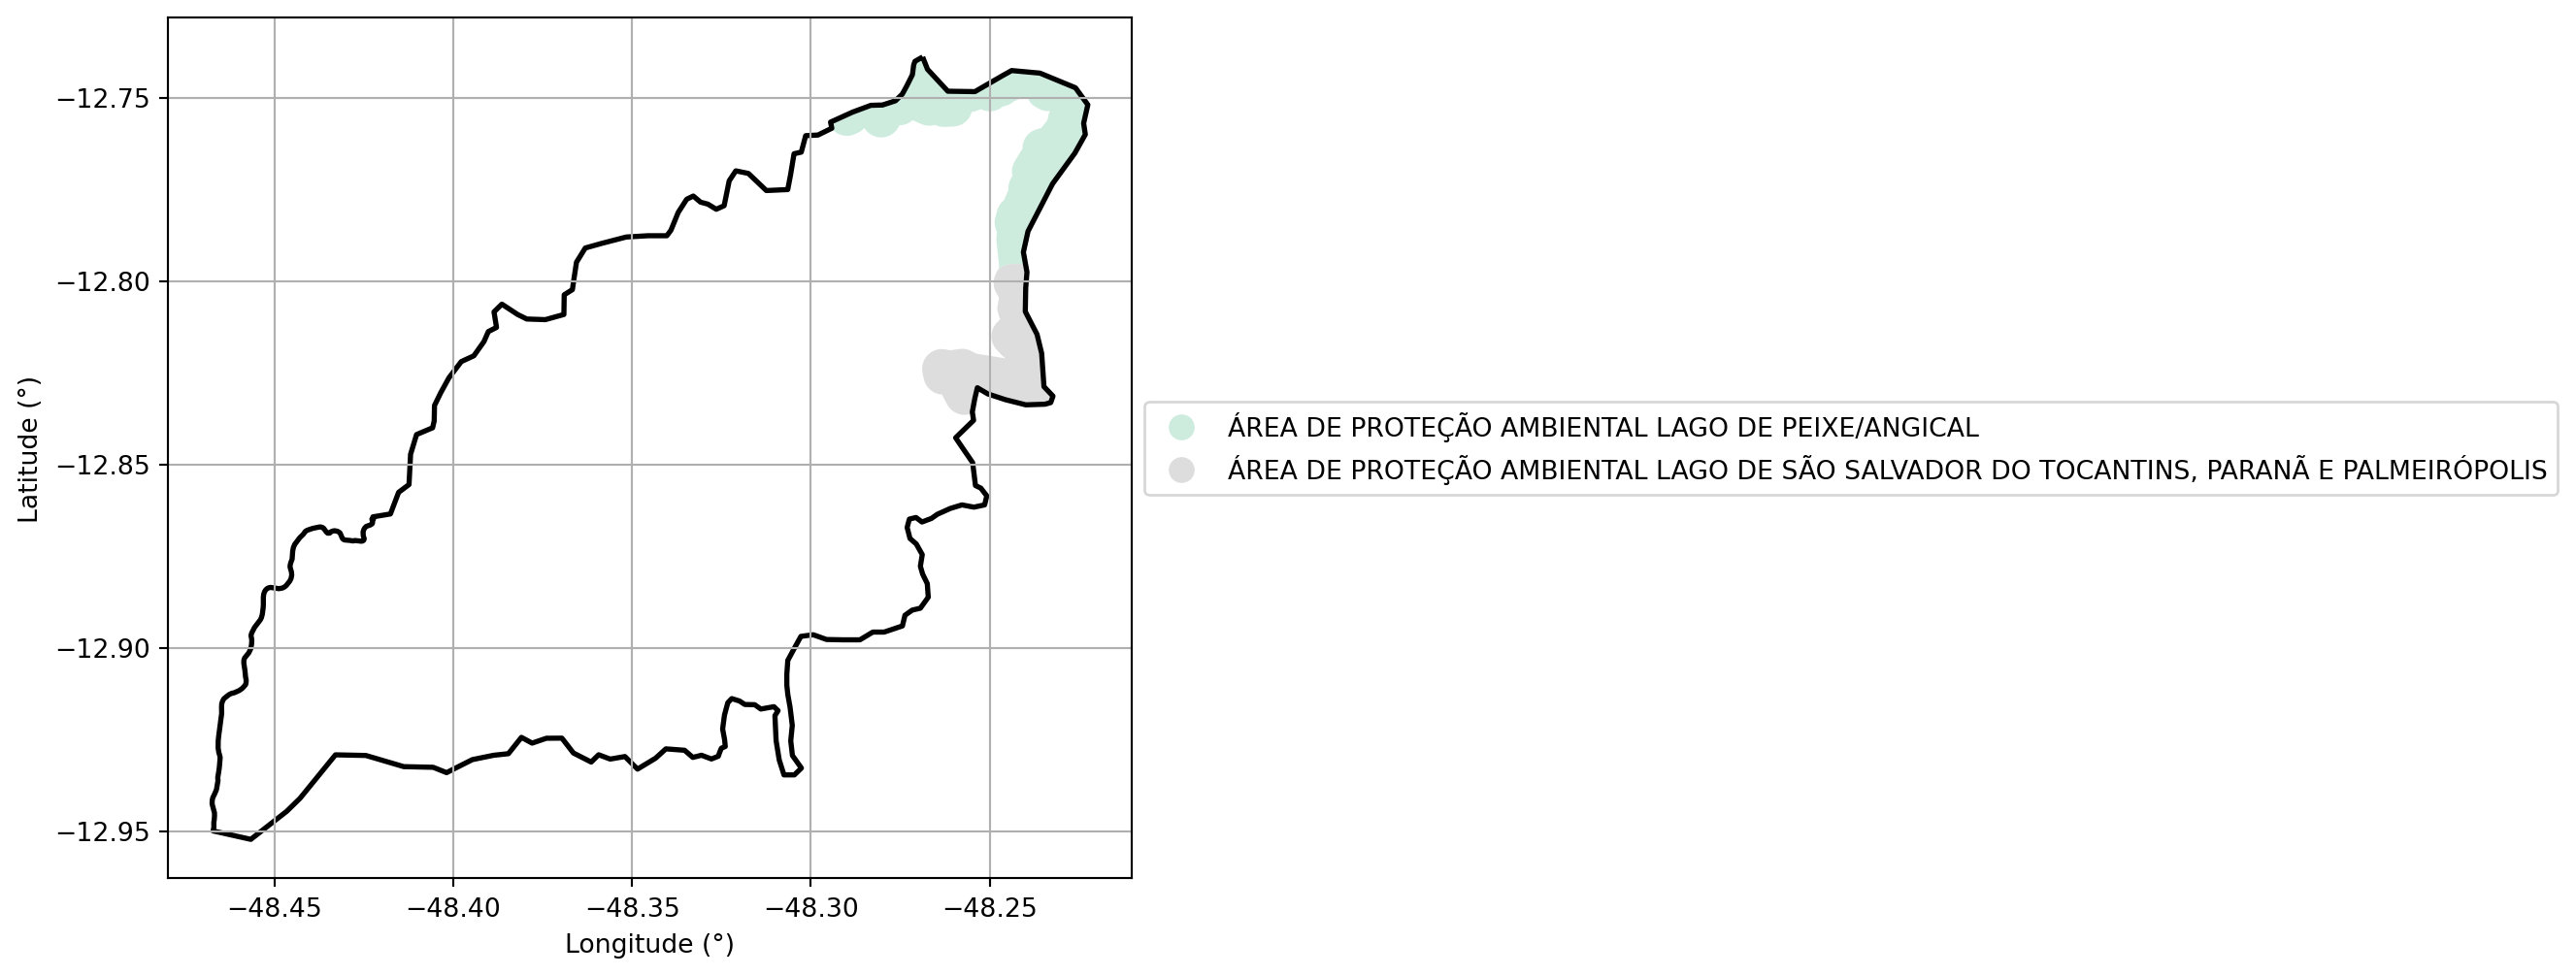 −12.75
−12.80
−12.85
−12.90
−12.95
Latitude (°)
−48.45 −48.40 −48.35 −48.30 −48.25
Longitude (°)
ÁREA DE PROTEÇÃO AMBIENTAL LAGO DE PEIXE/ANGICAL
ÁREA DE PROTEÇÃO AMBIENTAL LAGO DE SÃO SALVADOR DO TOCANTINS, PARANÃ E PALMEIRÓPOLIS